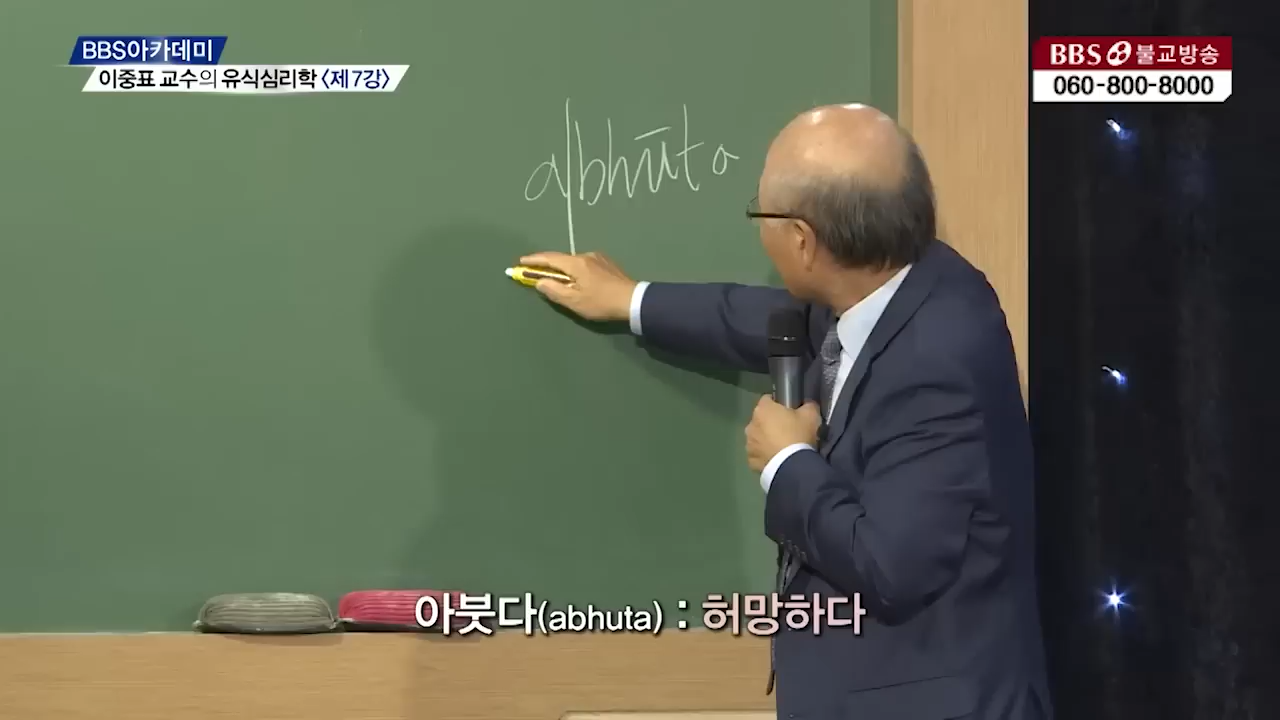 BBS아카데미
이중표 교수의 유식심리학 〈제7강〉
BBS 불교방송
060-800-8000
a|bhūta
아붓다(abhuta) : 허망하다